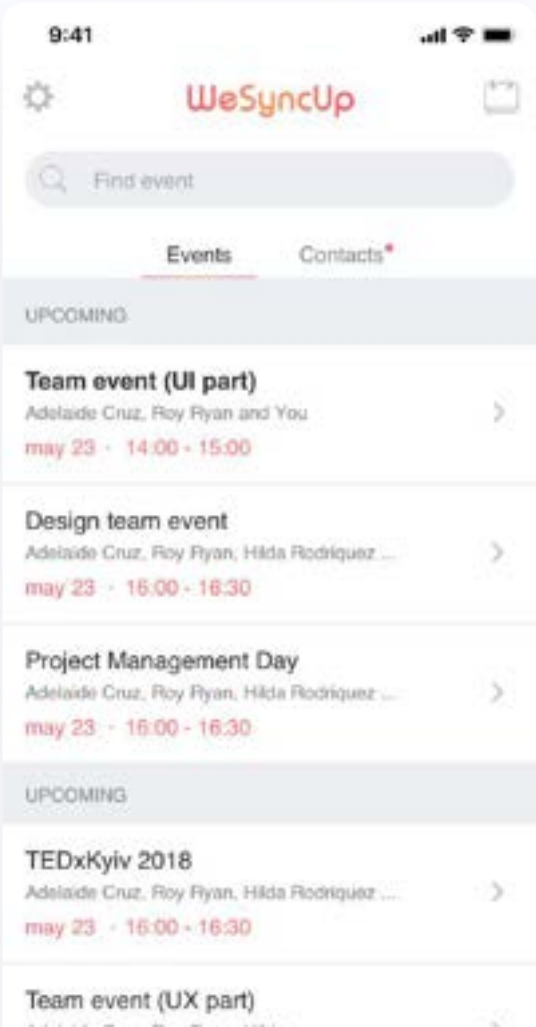 9:41
WeSyncUp
Find event
Events
Contacts
UPCOMING
Team event (UI part)
Adelaide Cruz, Roy Ryan and You
may 23 · 14:00 - 15:00
Design team event
Adelaide Cruz, Roy Ryan, Hilda Rodriquez ...
may 23 · 16:00 - 16:30
Project Management Day
Adelaide Cruz, Roy Ryan, Hilda Rodriquez ...
may 23 · 16:00 - 16:30
UPCOMING
TEDxKyiv 2018
Adelaide Cruz, Roy Ryan, Hilda Rodriquez ...
may 23 · 16:00 - 16:30
Team event (UX part)